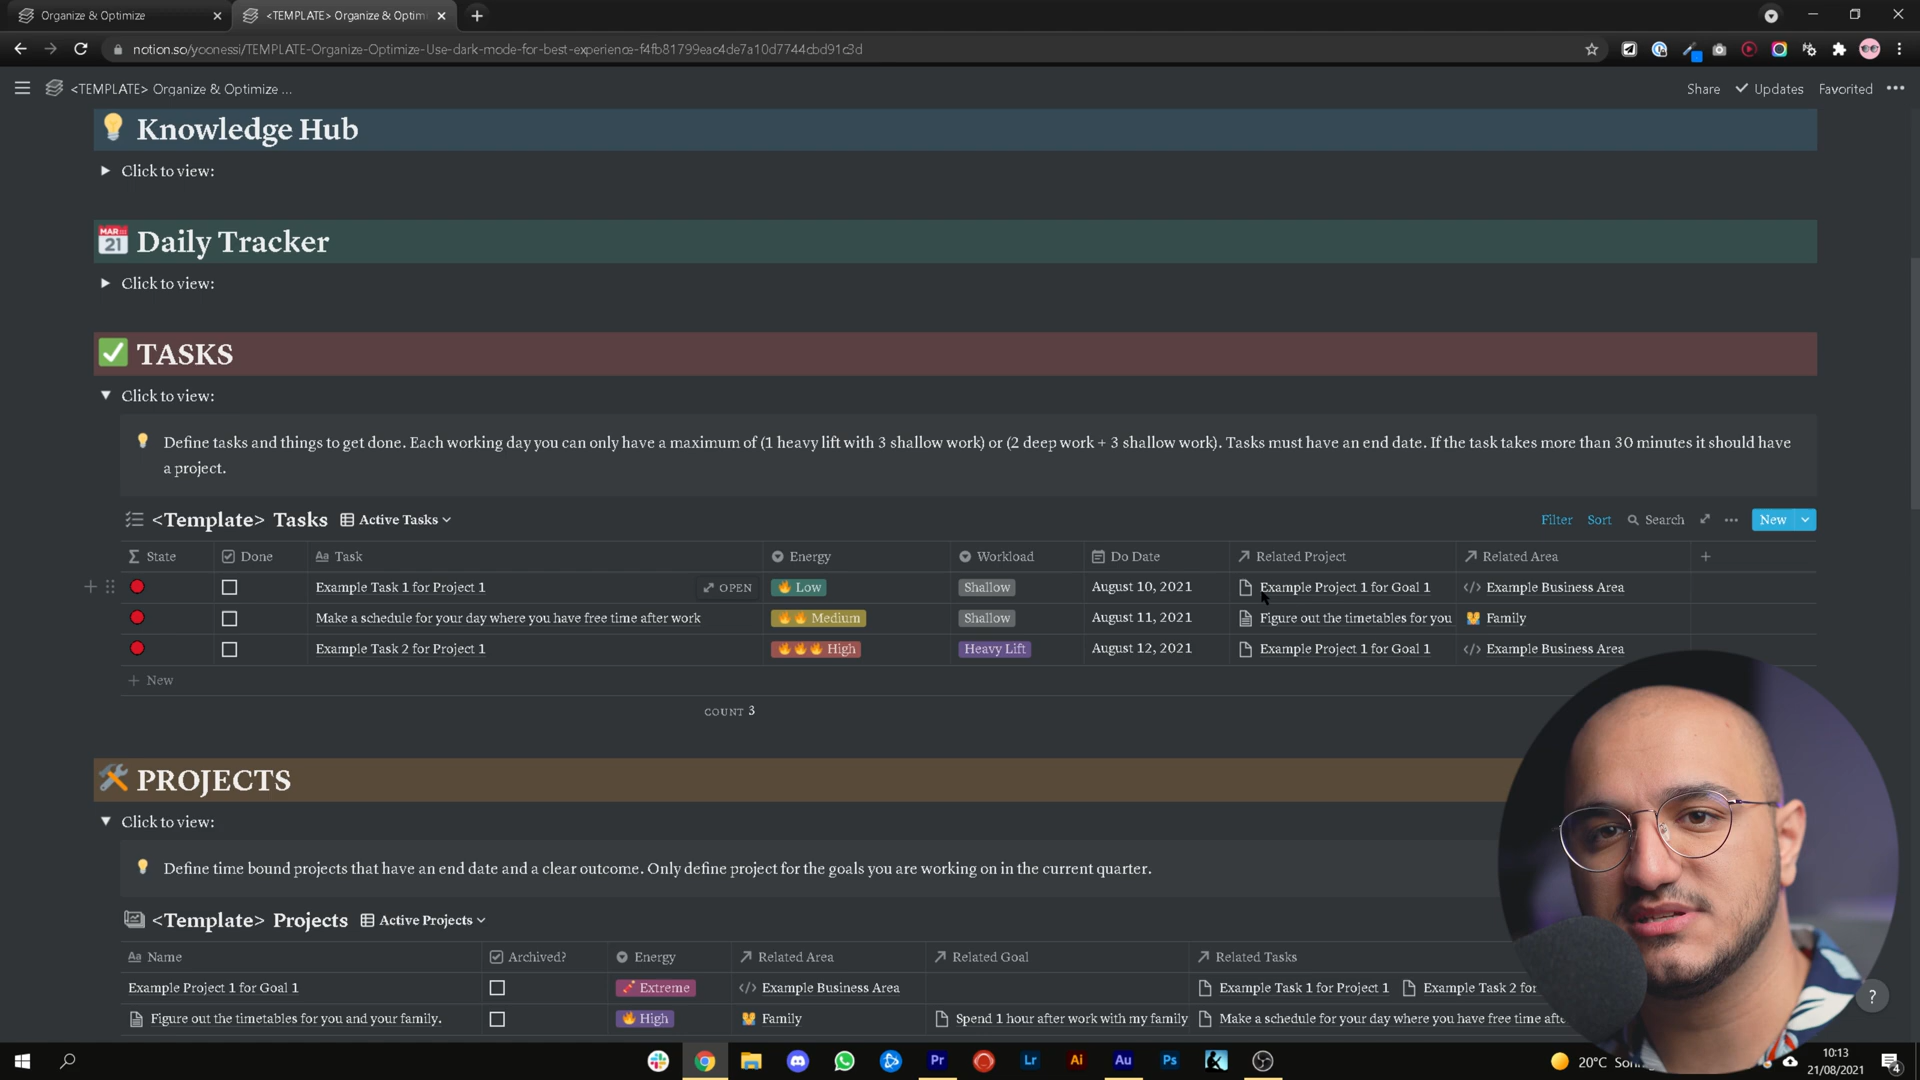 Organize & Optimize
<TEMPLATE> Organize & Optim
notion.so/yoonessi/TEMPLATE-Organize-Optimize-Use-dark-mode-for-best-experience-f4fb81799eac4de7a10d7744cbd91c3d
<TEMPLATE> Organize & Optimize ...
Share
Updates
Favorited
Knowledge Hub
Click to view:
MAR 21
Daily Tracker
Click to view:
TASKS
Click to view:
Define tasks and things to get done. Each working day you can only have a maximum of (1 heavy lift with 3 shallow work) or (2 deep work + 3 shallow work). Tasks must have an end date. If the task takes more than 30 minutes it should have
a project.
<Template> Tasks Active Tasks
Filter Sort Search New
State Done Aa Task Energy Workload Do Date Related Project Related Area
Example Task 1 for Project 1 OPEN Low Shallow August 10, 2021 Example Project 1 for Goal 1 Example Business Area
Make a schedule for your day where you have free time after work Medium Shallow August 11, 2021 Figure out the timetables for you Family
Example Task 2 for Project 1 High Heavy Lift August 12, 2021 Example Project 1 for Goal 1 Example Business Area
+ New
COUNT 3
PROJECTS
Click to view:
Define time bound projects that have an end date and a clear outcome. Only define project for the goals you are working on in the current quarter.
<Template> Projects Active Projects
Aa Name Archived? Energy Related Area Related Goal Related Tasks
Example Project 1 for Goal 1 Extreme Example Business Area Example Task 1 for Project 1 Example Task 2 for
Figure out the timetables for you and your family. High Family Spend 1 hour after work with my family Make a schedule for your day where you have free time afte
?
Pr Lr Ai Au Ps
20°C
10:13
21/08/2021
4